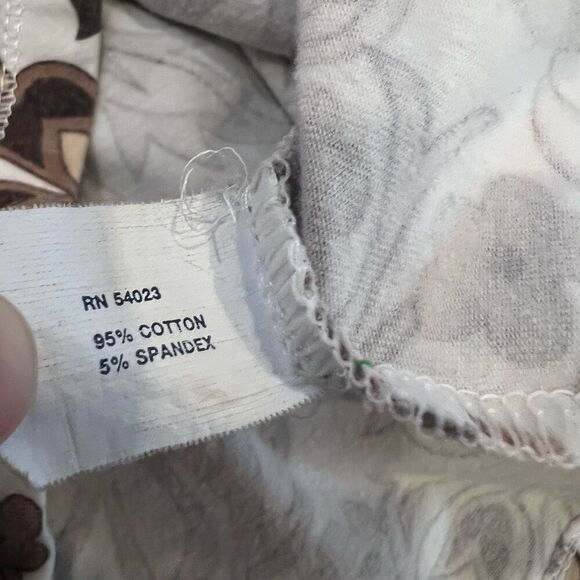 RN 54023
95% COTTON
5% SPANDEX